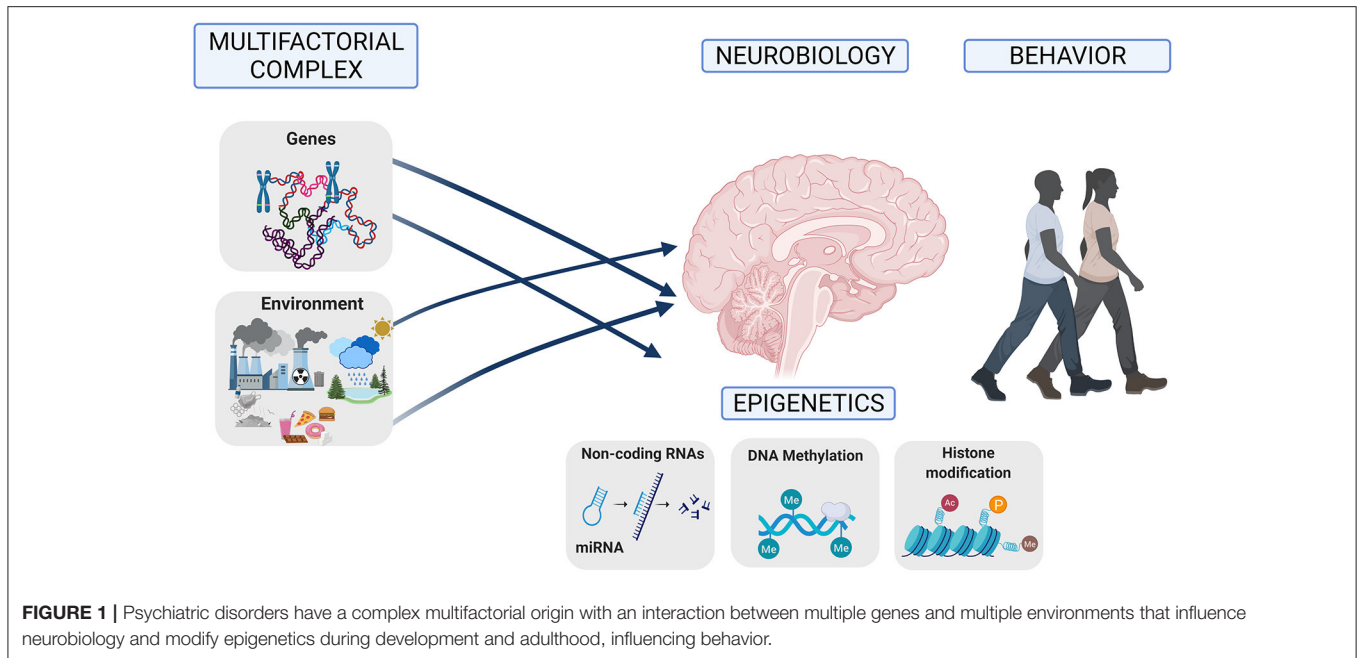 MULTIFACTORIAL
COMPLEX
NEUROBIOLOGY
BEHAVIOR
Genes
Environment
EPIGENETICS
Non-coding RNAs
miRNA
DNA Methylation
Me
Me
Me
Histone
modification
Ac
P
Me
FIGURE 1 | Psychiatric disorders have a complex multifactorial origin with an interaction between multiple genes and multiple environments that influence
neurobiology and modify epigenetics during development and adulthood, influencing behavior.